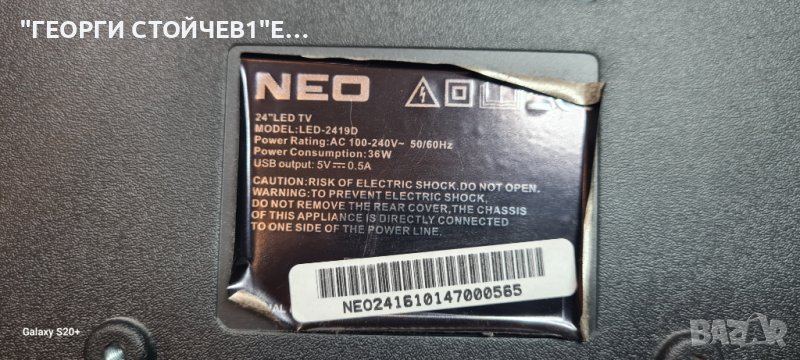 "ГЕОРГИ СТОЙЧЕВ1"Е...
NEO
24"LED TV
MODEL:LED-2419D
Power Rating:AC 100-240V~ 50/60Hz
Power Consumption:36W
USB output: 5V⎓0.5A
CAUTION:RISK OF ELECTRIC SHOCK.DO NOT OPEN.
WARNING:TO PREVENT ELECTRIC SHOCK,
DO NOT REMOVE THE REAR COVER,THE CHASSIS
OF THIS APPLIANCE IS DIRECTLY CONNECTED
TO ONE SIDE OF THE POWER LINE.
NEO241610147000565
Galaxy S20+
BAZAR
bg